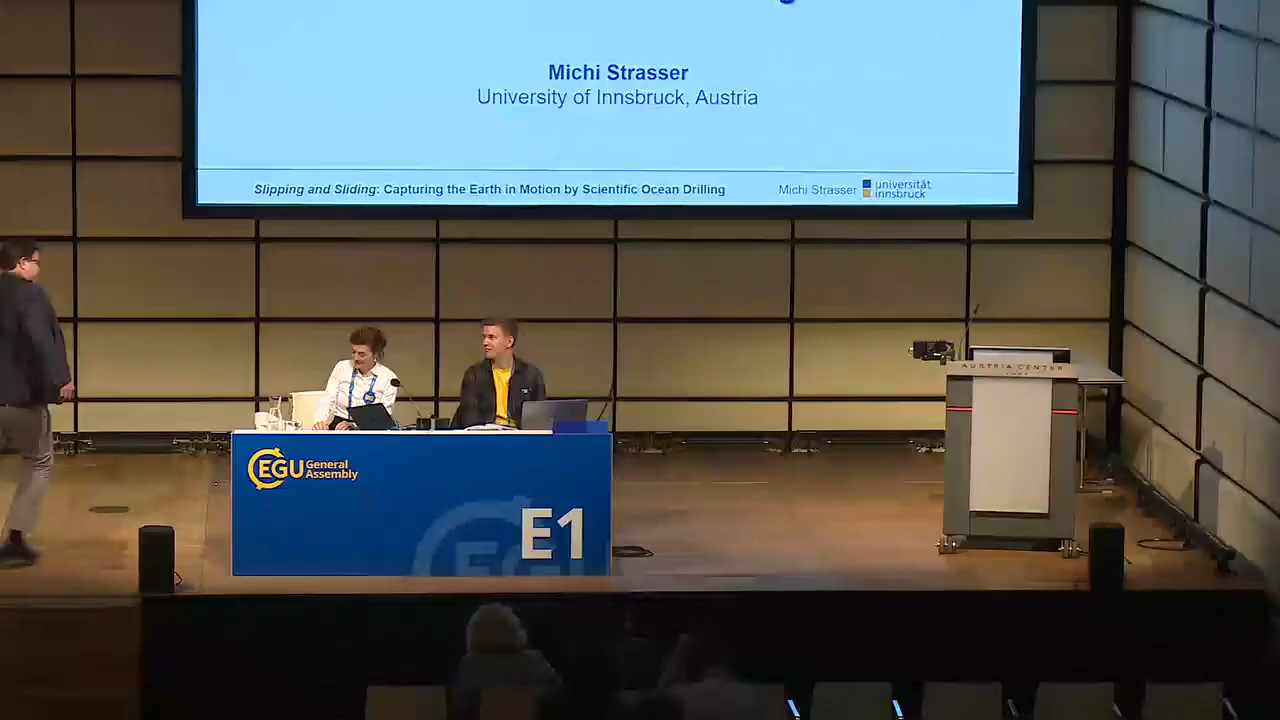 Michi Strasser
University of Innsbruck, Austria
Slipping and Sliding: Capturing the Earth in Motion by Scientific Ocean Drilling
Michi Strasser
universität
innsbruck
AUSTRIA CENTER
EGU General
Assembly
E1
EGU